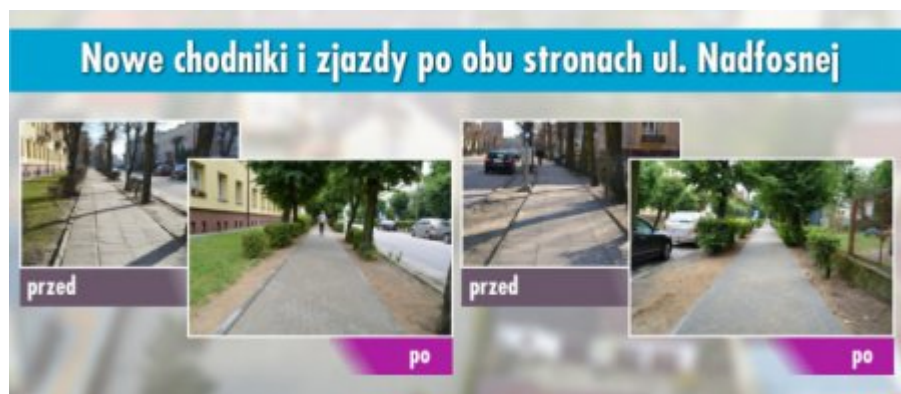 Nowe chodniki i zjazdy po obu stronach ul. Nadfosnej
przed
po
przed
po